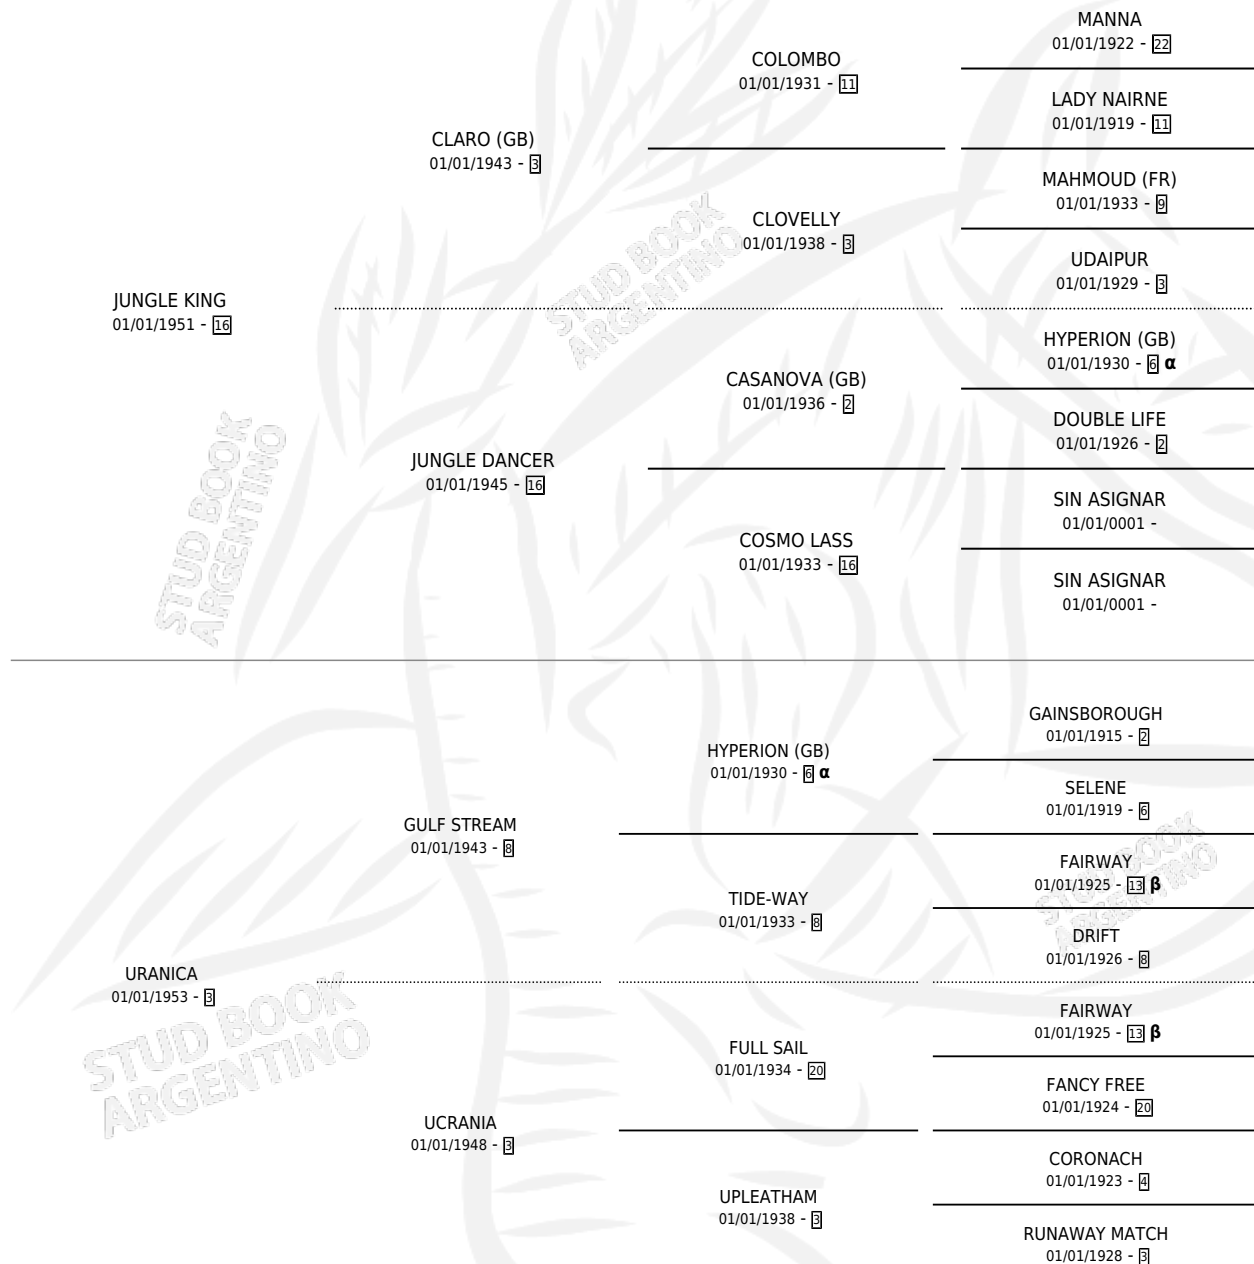 MANNA
01/01/1922 - 22
COLOMBO
01/01/1931 - 11
LADY NAIRNE
01/01/1919 - 11
CLARO (GB)
01/01/1943 - 3
MAHMOUD (FR)
01/01/1933 - 9
CLOVELLY
01/01/1938 - 3
UDAIPUR
01/01/1929 - 3
JUNGLE KING
01/01/1951 - 16
HYPERION (GB)
01/01/1930 - 6 α
CASANOVA (GB)
01/01/1936 - 2
DOUBLE LIFE
01/01/1926 - 2
JUNGLE DANCER
01/01/1945 - 16
SIN ASIGNAR
01/01/0001 -
COSMO LASS
01/01/1933 - 16
SIN ASIGNAR
01/01/0001 -
GAINSBOROUGH
01/01/1915 - 2
HYPERION (GB)
01/01/1930 - 6 α
SELENE
01/01/1919 - 6
GULF STREAM
01/01/1943 - 8
FAIRWAY
01/01/1925 - 13 β
TIDE-WAY
01/01/1933 - 8
DRIFT
01/01/1926 - 8
URANICA
01/01/1953 - 3
FAIRWAY
01/01/1925 - 13 β
FULL SAIL
01/01/1934 - 20
FANCY FREE
01/01/1924 - 20
UCRANIA
01/01/1948 - 3
CORONACH
01/01/1923 - 4
UPLEATHAM
01/01/1938 - 3
RUNAWAY MATCH
01/01/1928 - 3
STUD BOOK
ARGENTINO
STUD BOOK
ARGENTINO
STUD BOOK
ARGENTINO
STUD BOOK
ARGENTINO